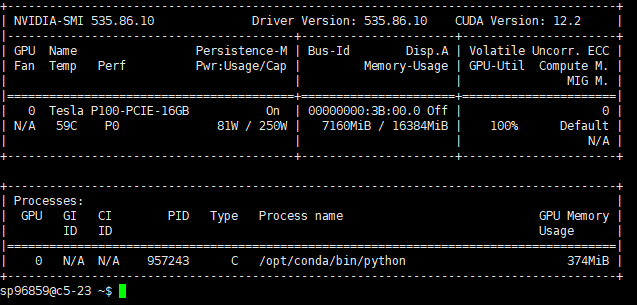 +---------------------------------------------------------------------------------------+
| NVIDIA-SMI 535.86.10              Driver Version: 535.86.10    CUDA Version: 12.2     |
|-----------------------------------------+----------------------+----------------------+
| GPU  Name                 Persistence-M | Bus-Id        Disp.A | Volatile Uncorr. ECC |
| Fan  Temp   Perf          Pwr:Usage/Cap |         Memory-Usage | GPU-Util  Compute M. |
|                                         |                      |               MIG M. |
|=========================================+======================+======================|
|   0  Tesla P100-PCIE-16GB           On  | 00000000:3B:00.0 Off |                    0 |
| N/A   59C    P0              81W / 250W |   7160MiB / 16384MiB |    100%      Default |
|                                         |                      |                  N/A |
+-----------------------------------------+----------------------+----------------------+
+---------------------------------------------------------------------------------------+
| Processes:                                                                            |
|  GPU   GI   CI        PID   Type   Process name                            GPU Memory |
|        ID   ID                                                             Usage      |
|=======================================================================================|
|    0   N/A  N/A    957243      C   /opt/conda/bin/python                       374MiB |
+---------------------------------------------------------------------------------------+
sp96859@c5-23 ~$